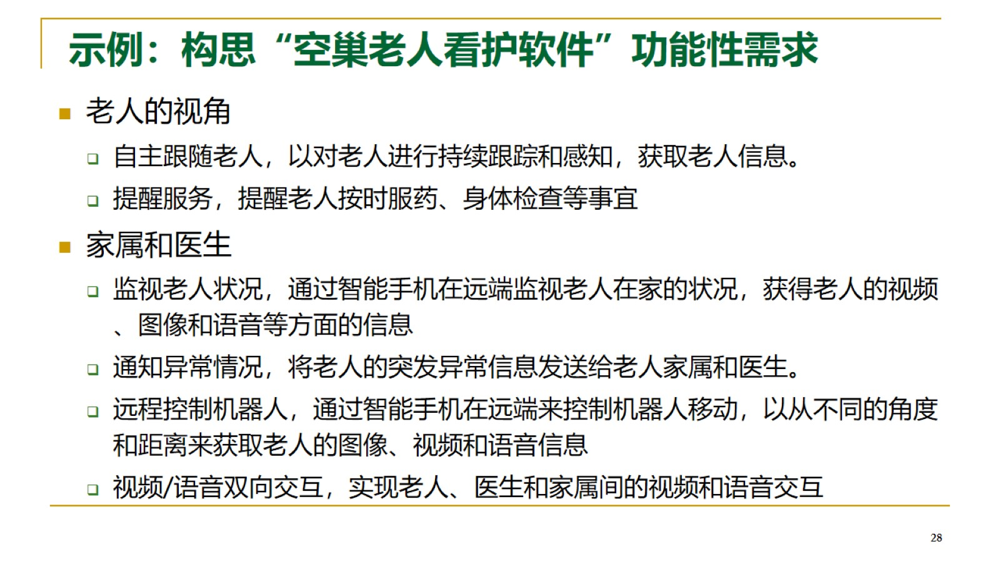 示例：构思“空巢老人看护软件”功能性需求
老人的视角
自主跟随老人，以对老人进行持续跟踪和感知，获取老人信息。
提醒服务，提醒老人按时服药、身体检查等事宜
家属和医生
监视老人状况，通过智能手机在远端监视老人在家的状况，获得老人的视频
、图像和语音等方面的信息
通知异常情况，将老人的突发异常信息发送给老人家属和医生。
远程控制机器人，通过智能手机在远端来控制机器人移动，以从不同的角度
和距离来获取老人的图像、视频和语音信息
视频/语音双向交互，实现老人、医生和家属间的视频和语音交互
28